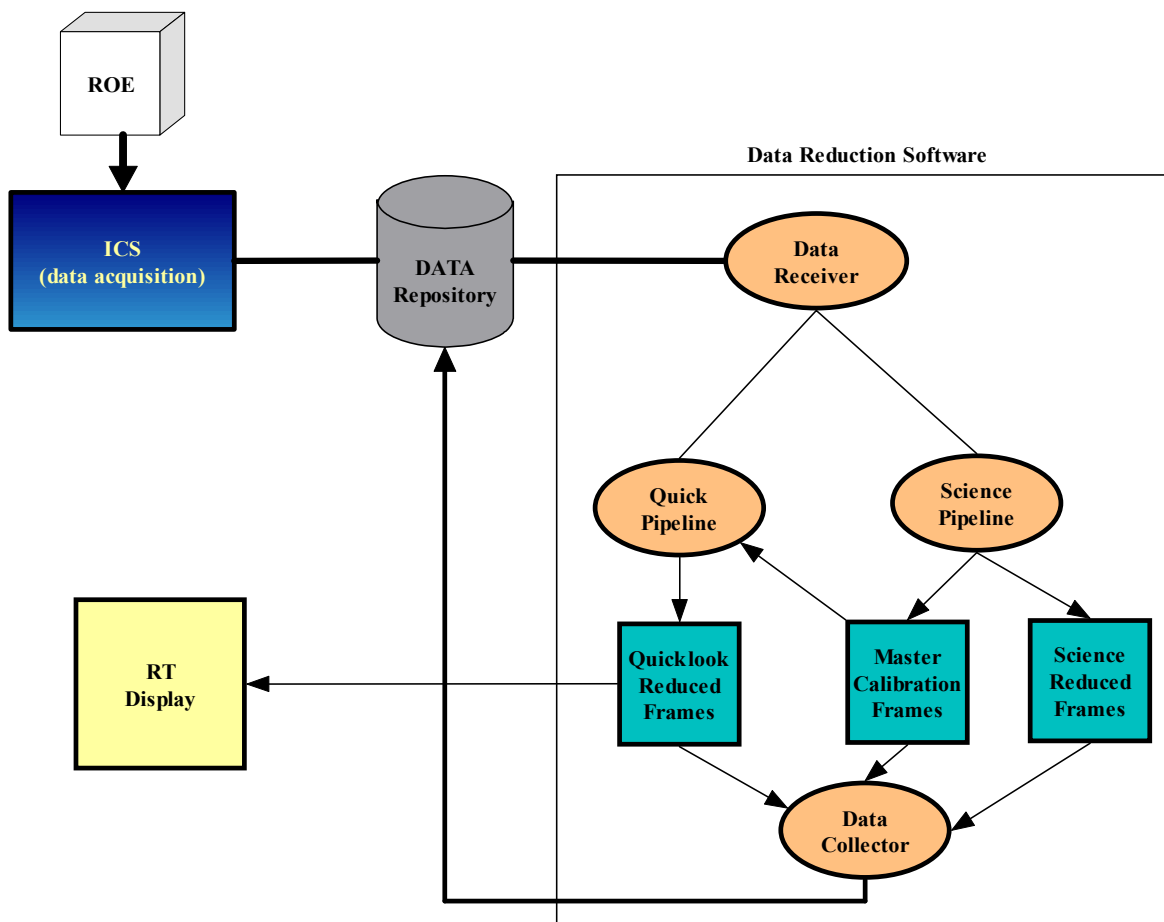 ROE
Data Reduction Software
ICS
(data acquisition)
DATA
Repository
Data
Receiver
Quick
Pipeline
Science
Pipeline
RT
Display
Quicklook
Reduced
Frames
Master
Calibration
Frames
Science
Reduced
Frames
Data
Collector